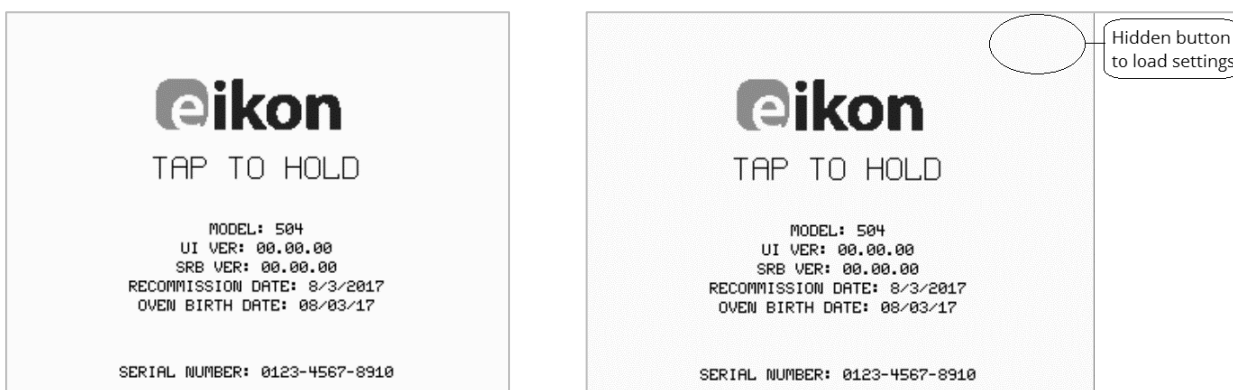 eikon
TAP TO HOLD
MODEL: 504
UI VER: 00.00.00
SRB VER: 00.00.00
RECOMMISSION DATE: 8/3/2017
OVEN BIRTH DATE: 08/03/17
SERIAL NUMBER: 0123-4567-8910
eikon
TAP TO HOLD
MODEL: 504
UI VER: 00.00.00
SRB VER: 00.00.00
RECOMMISSION DATE: 8/3/2017
OVEN BIRTH DATE: 08/03/17
SERIAL NUMBER: 0123-4567-8910
Hidden button
to load settings